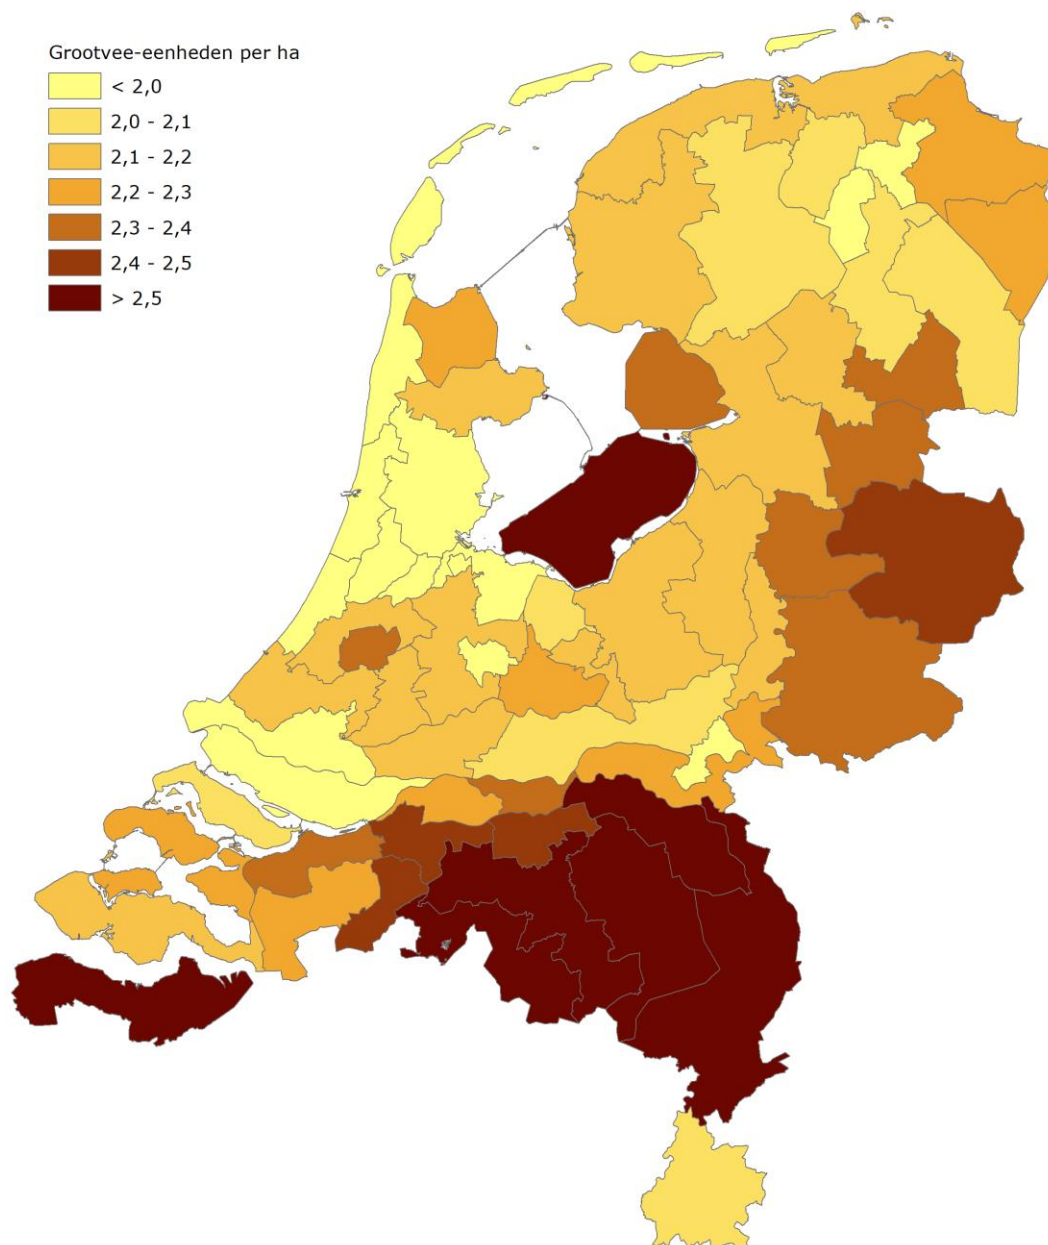 Grootvee-eenheden per ha
< 2,0
2,0 - 2,1
2,1 - 2,2
2,2 - 2,3
2,3 - 2,4
2,4 - 2,5
> 2,5